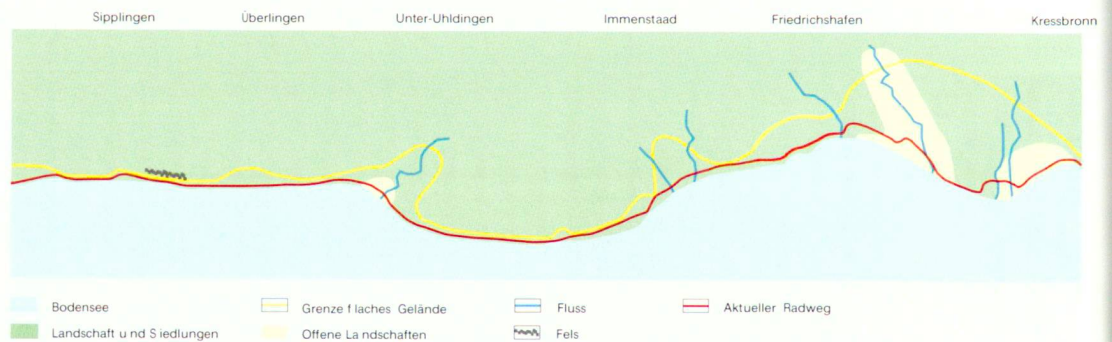 Sipplingen Überlingen Unter-Uhldingen Immenstaad Friedrichshafen Kressbronn
Bodensee Grenze f laches Gelände Fluss Aktueller Radweg
Landschaft u nd S iedlungen Offene La ndschaften Fels